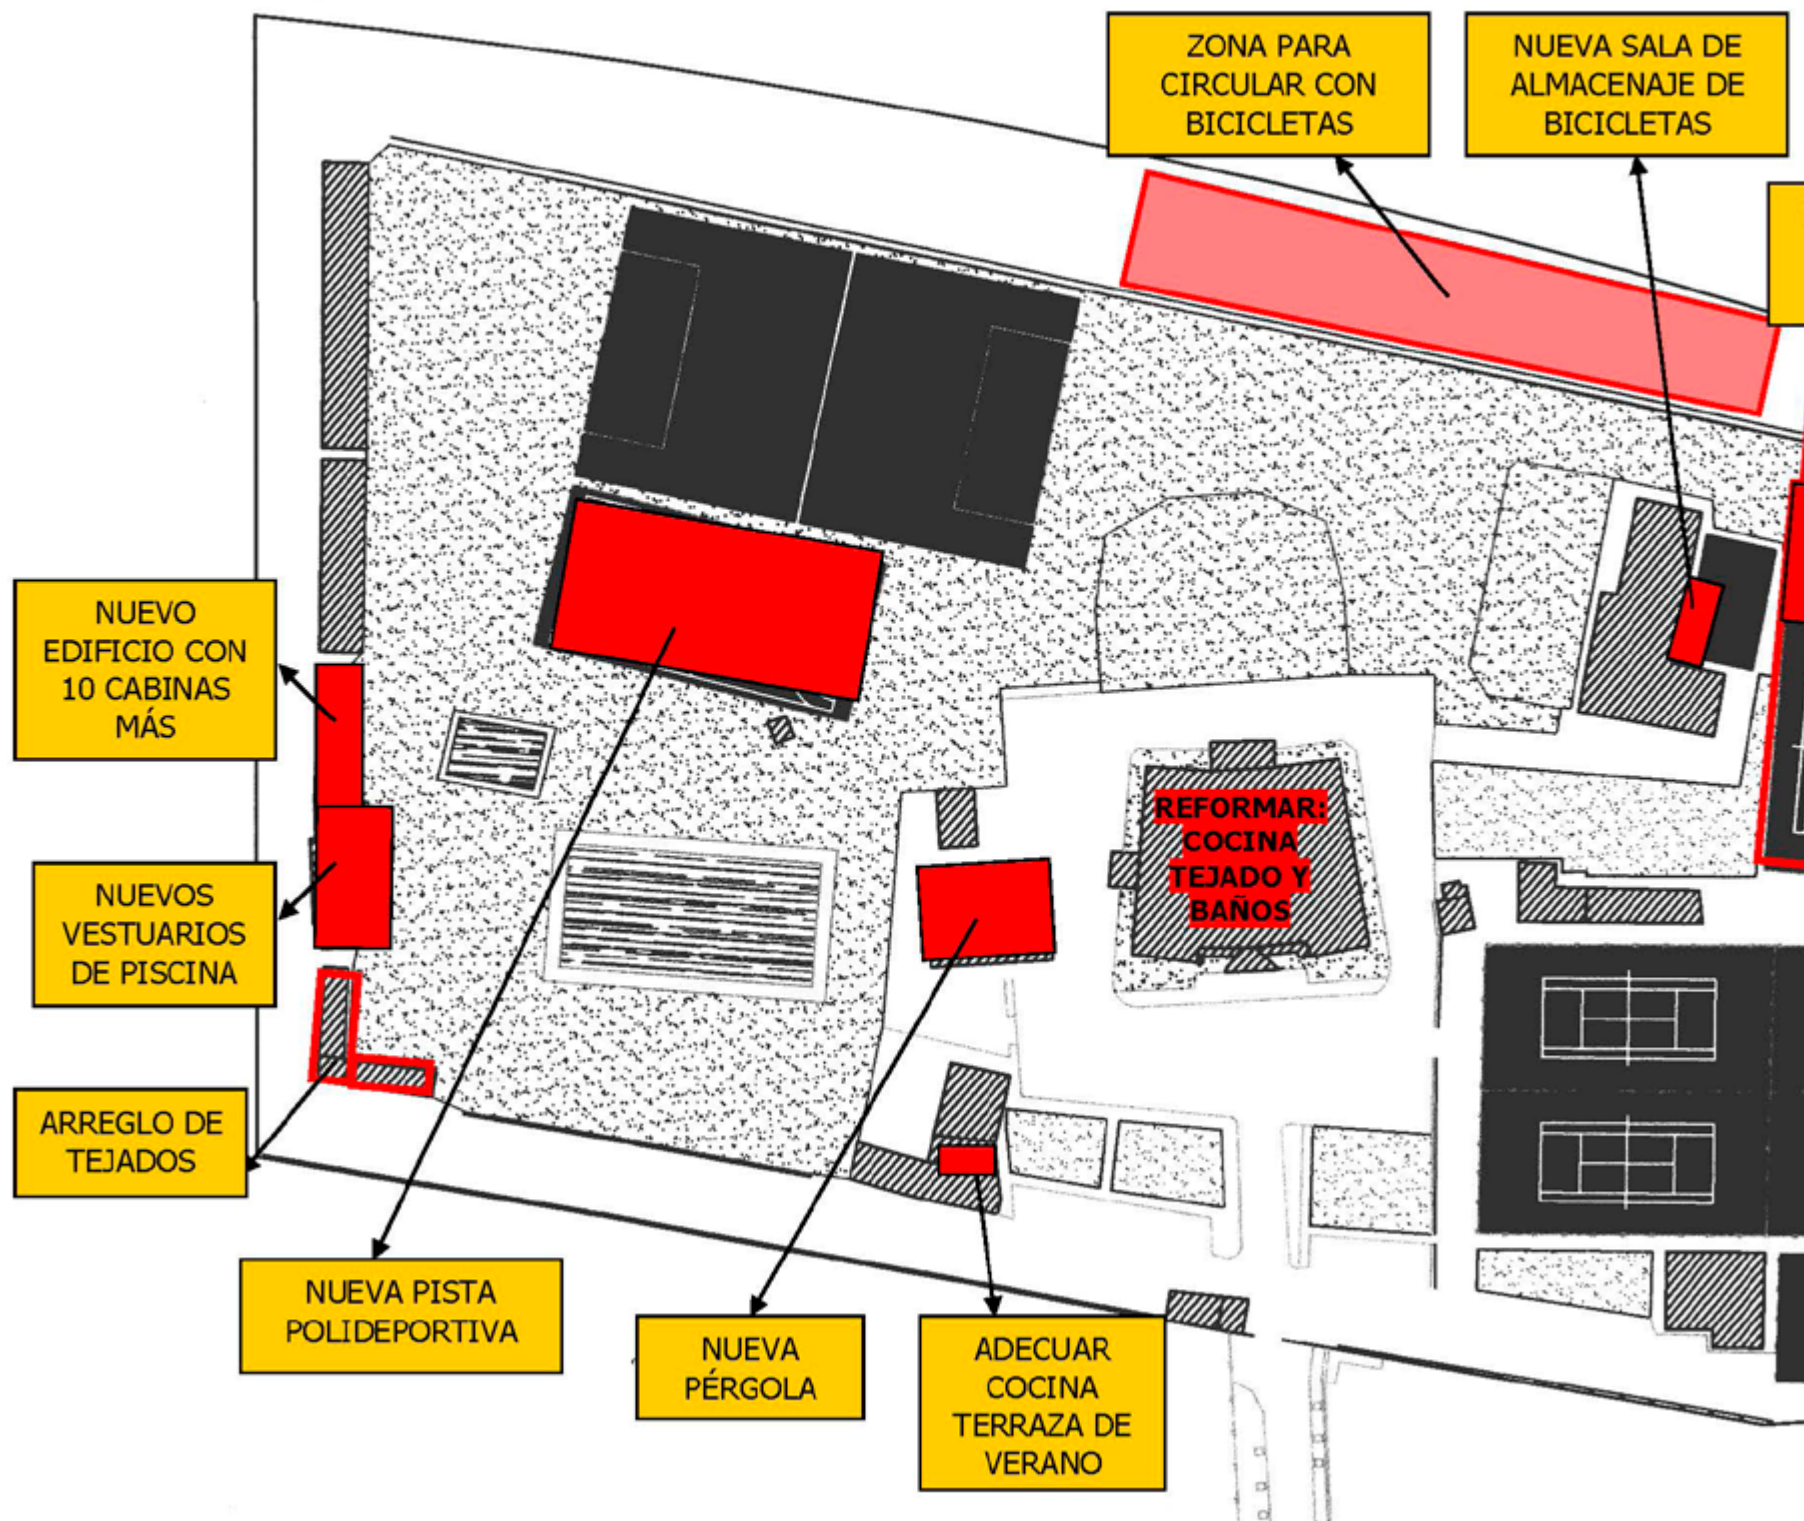 ZONA PARA
CIRCULAR CON
BICICLETAS
NUEVA SALA DE
ALMACENAJE DE
BICICLETAS
NUEVO
EDIFICIO CON
10 CABINAS
MÁS
REFORMAR:
COCINA
TEJADO Y
BAÑOS
NUEVOS
VESTUARIOS
DE PISCINA
ARREGLO DE
TEJADOS
NUEVA PISTA
POLIDEPORTIVA
NUEVA
PÉRGOLA
ADECUAR
COCINA
TERRAZA DE
VERANO